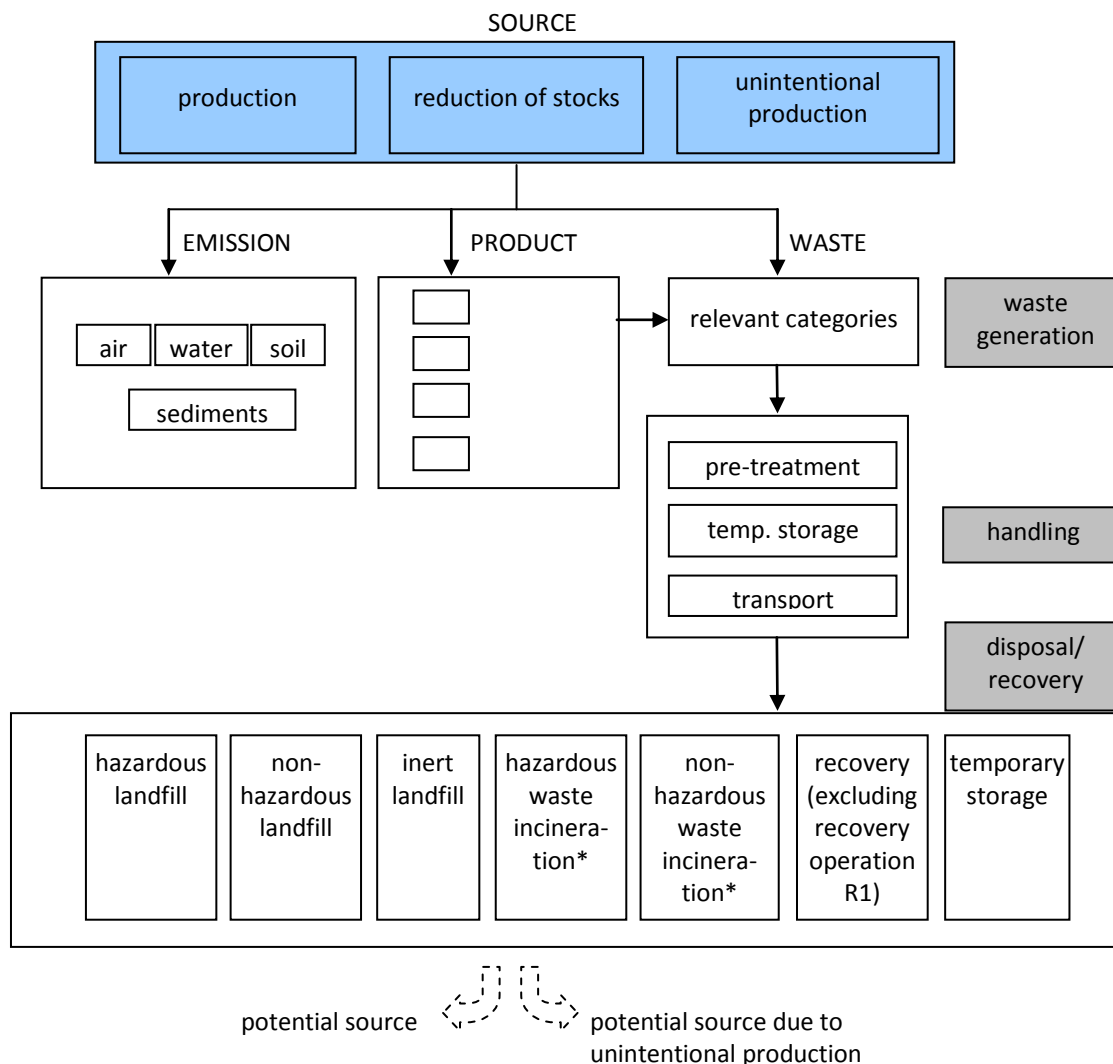 SOURCE
production
reduction of stocks
unintentional
production
EMISSION
PRODUCT
WASTE
air
water
soil
sediments
relevant categories
waste
generation
pre-treatment
temp. storage
transport
handling
disposal/
recovery
hazardous
landfill
non-
hazardous
landfill
inert
landfill
hazardous
waste
incinera-
tion*
non-
hazardous
waste
incinera-
tion*
recovery
(excluding
recovery
operation
R1)
temporary
storage
potential source
potential source due to
unintentional production